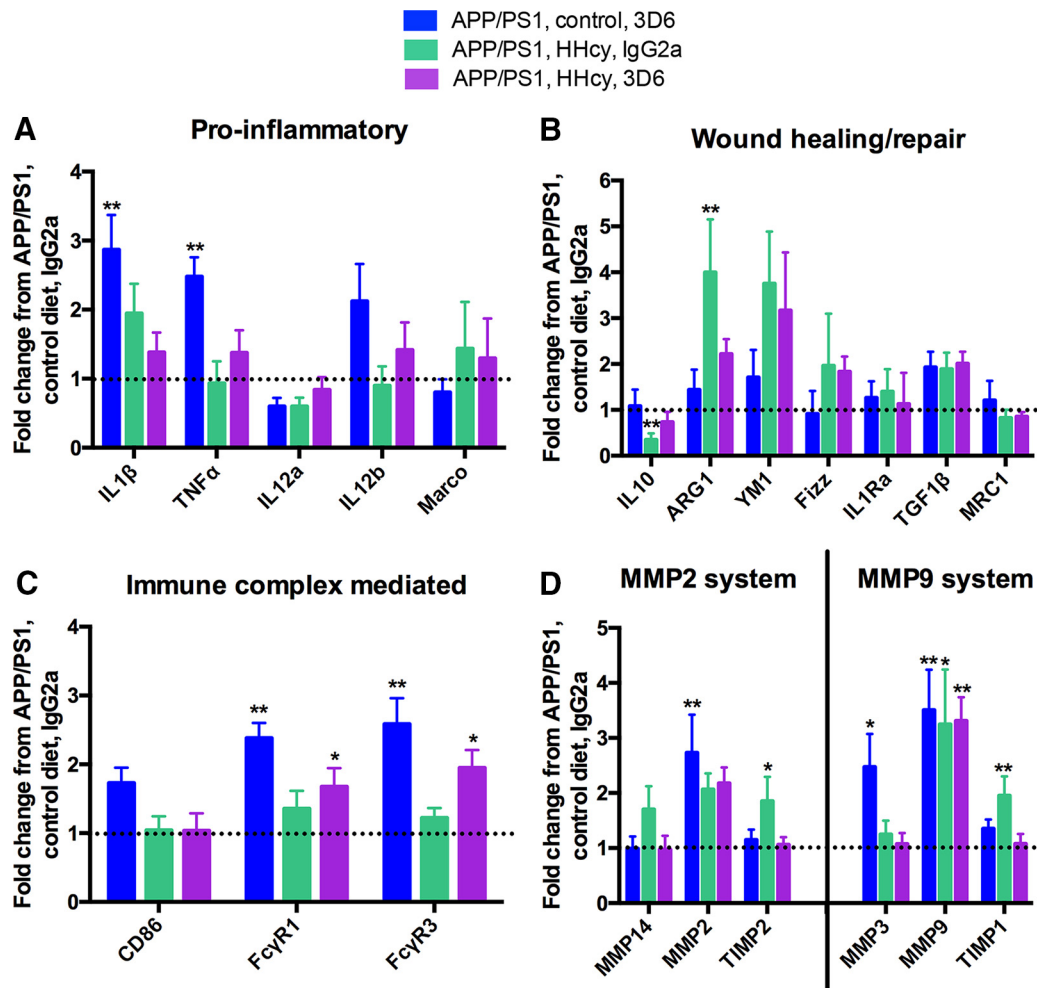 APP/PS1, control, 3D6
APP/PS1, HHcy, IgG2a
APP/PS1, HHcy, 3D6
A
Pro-inflammatory
Fold change from APP/PS1,
control diet, IgG2a
4
3
2
1
0
**
**
IL1β
TNFα
IL12a
IL12b
Marco
B
Wound healing/repair
Fold change from APP/PS1,
control diet, IgG2a
6
5
4
3
2
1
0
**
**
IL10
ARG1
YM1
Fizz
IL1Ra
TGF1β
MRC1
C
Immune complex mediated
Fold change from APP/PS1,
control diet, IgG2a
4
3
2
1
0
**
*
**
*
CD86
FcγR1
FcγR3
D
MMP2 system
MMP9 system
Fold change from APP/PS1,
control diet, IgG2a
5
4
3
2
1
0
**
*
*
** * **
**
MMP14
MMP2
TIMP2
MMP3
MMP9
TIMP1